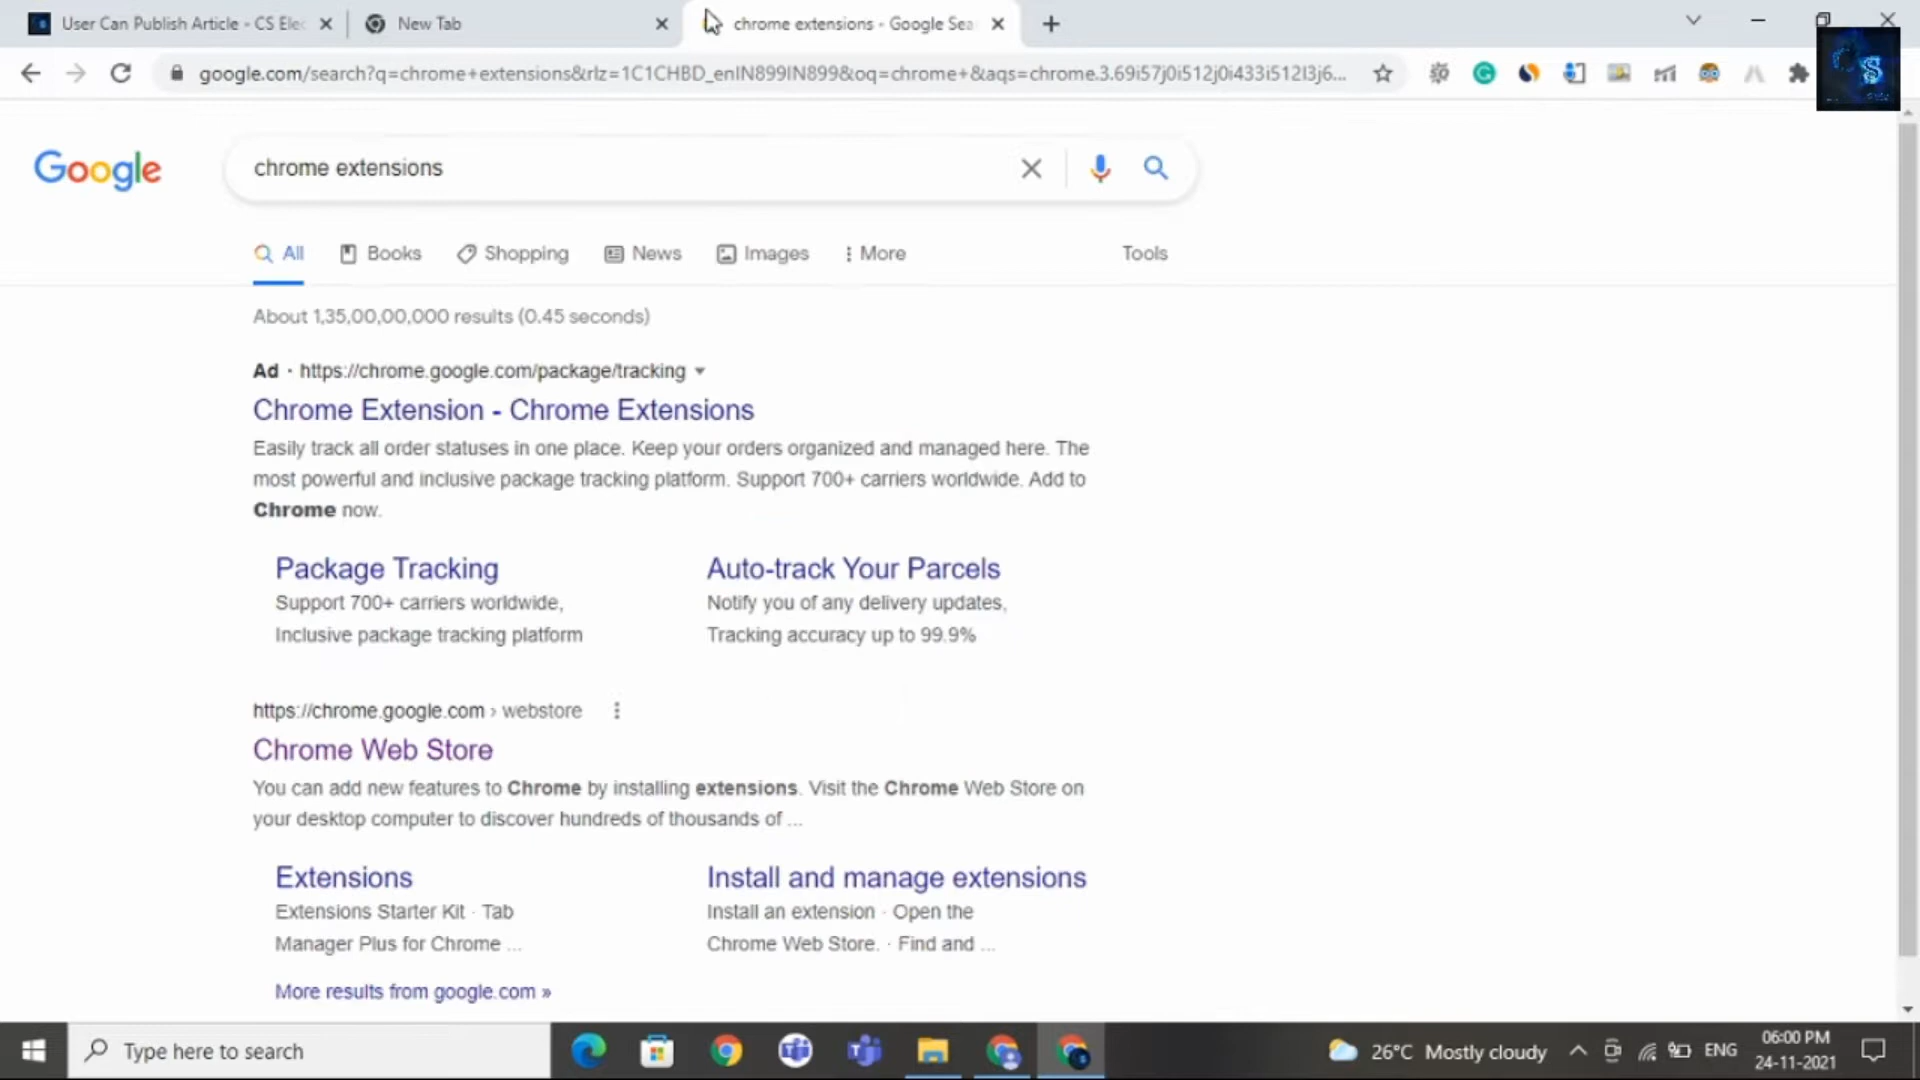 User Can Publish Article - CS Elec
New Tab
chrome extensions - Google Sea
google.com/search?q=chrome+extensions&rlz=1C1CHBD_enIN899IN899&oq=chrome+&aqs=chrome.3.69i57j0i512j0i433i512l3j6...
Google
chrome extensions
All
Books
Shopping
News
Images
More
Tools
About 1,35,00,00,000 results (0.45 seconds)
Ad · https://chrome.google.com/package/tracking
Chrome Extension - Chrome Extensions
Easily track all order statuses in one place. Keep your orders organized and managed here. The
most powerful and inclusive package tracking platform. Support 700+ carriers worldwide. Add to
Chrome now.
Package Tracking
Support 700+ carriers worldwide,
Inclusive package tracking platform
Auto-track Your Parcels
Notify you of any delivery updates,
Tracking accuracy up to 99.9%
https://chrome.google.com › webstore
Chrome Web Store
You can add new features to Chrome by installing extensions. Visit the Chrome Web Store on
your desktop computer to discover hundreds of thousands of ...
Extensions
Extensions Starter Kit · Tab
Manager Plus for Chrome ...
Install and manage extensions
Install an extension · Open the
Chrome Web Store. · Find and ...
More results from google.com »
Type here to search
26°C Mostly cloudy
ENG
06:00 PM
24-11-2021